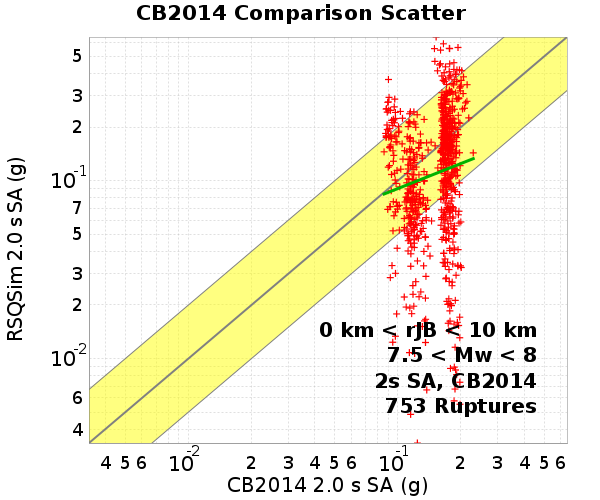 CB2014 Comparison Scatter
RSQSim 2.0 s SA (g)
5
3
2
10-1
7
5
3
2
10-2
6
4
0 km < rJB < 10 km
7.5 < Mw < 8
2s SA, CB2014
753 Ruptures
4 5 6 10-2 2 3 4 5 6 10-1 2 3 4 5 6
CB2014 2.0 s SA (g)